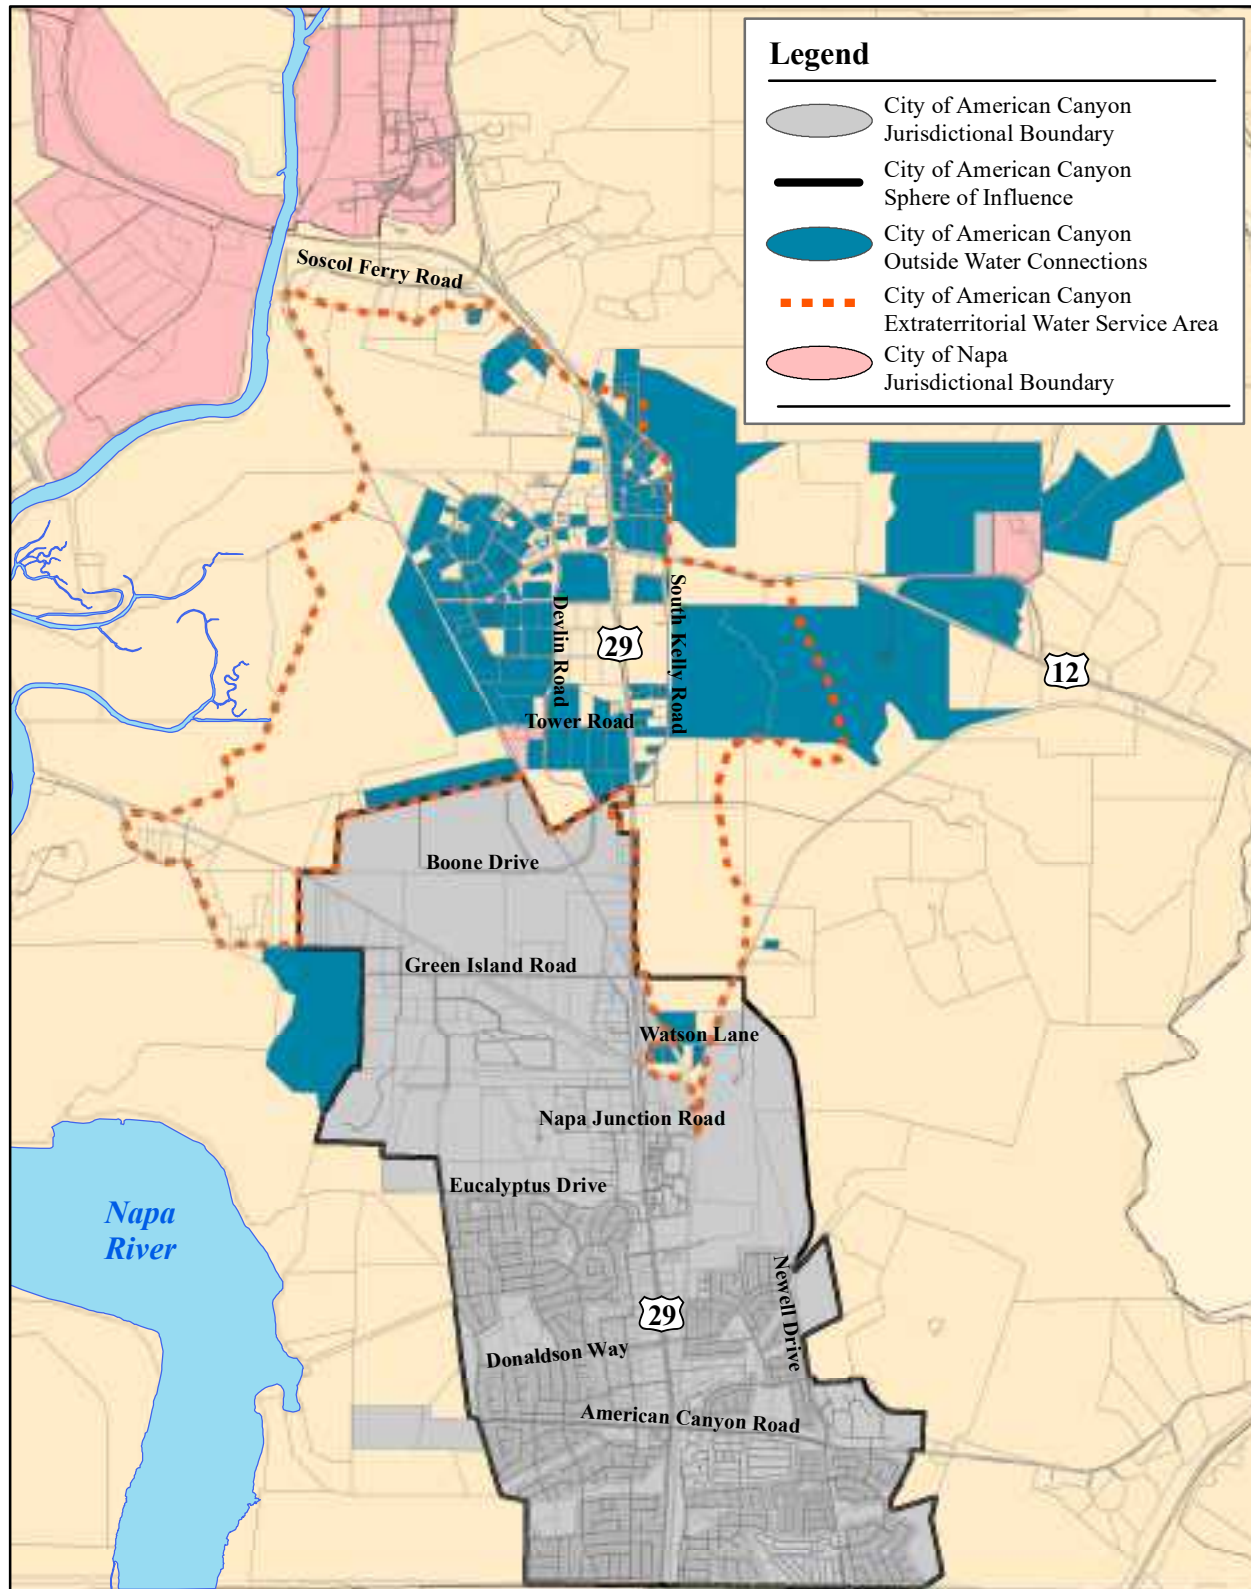 Legend
City of American Canyon
Jurisdictional Boundary
City of American Canyon
Sphere of Influence
City of American Canyon
Outside Water Connections
City of American Canyon
Extraterritorial Water Service Area
City of Napa
Jurisdictional Boundary
Soscol Ferry Road
Devlin Road
29
South Kelly Road
12
Tower Road
Boone Drive
Green Island Road
Watson Lane
Napa Junction Road
Eucalyptus Drive
Napa
River
Newell Drive
29
Donaldson Way
American Canyon Road